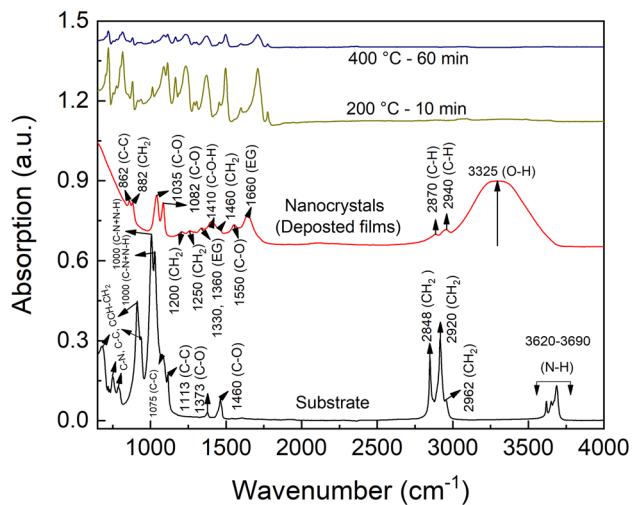 1.5
1.2
0.9
0.6
0.3
0.0
Absorption (a.u.)
400 °C - 60 min
200 °C - 10 min
862 (C-C)
882 (CH2)
1035 (C-O)
1082 (C-O)
1410 (C-O-H)
1460 (CH2)
1660 (EG)
2870 (C-H)
2940 (C-H)
3325 (O-H)
Nanocrystals
(Deposted films)
1200 (CH2)
1250 (CH2)
1330, 1360 (EG)
1550 (C-O)
1000 (C-N+N-H)
1000 (C-N+N-H)
C-N, C-C, CCH-CH2
1075 (C-C)
1113 (C-C)
1373 (C-O)
1460 (C-O)
2848 (CH2)
2920 (CH2)
2962 (CH2)
3620-3690
(N-H)
Substrate
1000 1500 2000 2500 3000 3500 4000
Wavenumber (cm-1)